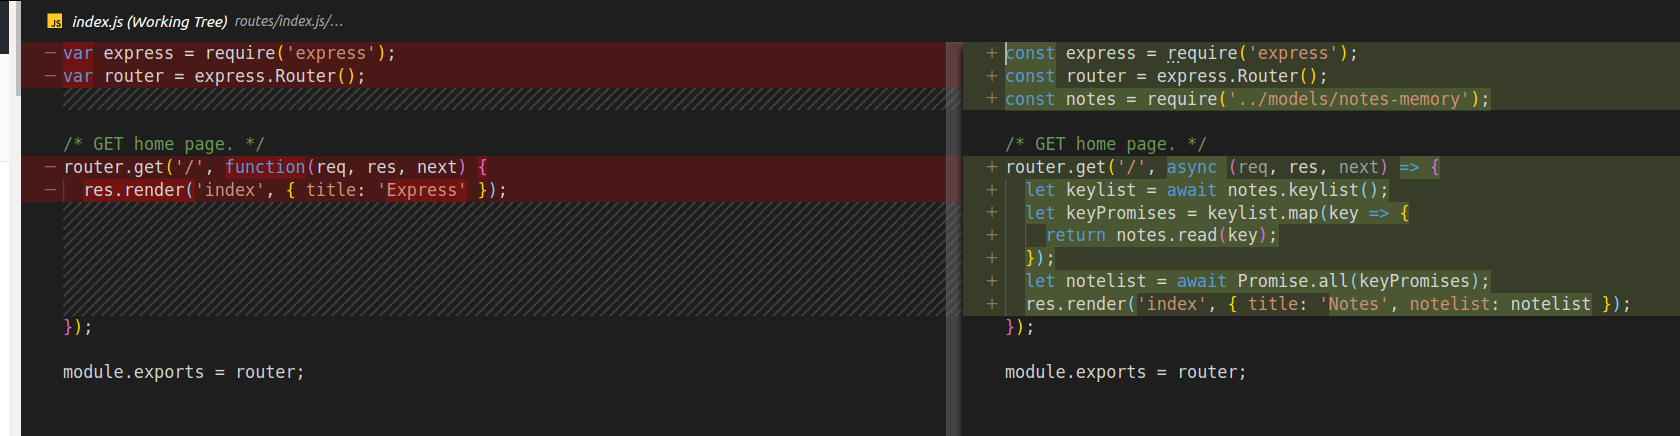 JS index.js (Working Tree) routes/index.js/...
− var express = require('express');
− var router = express.Router();
/* GET home page. */
− router.get('/', function(req, res, next) {
− res.render('index', { title: 'Express' });
});
module.exports = router;
+ const express = require('express');
+ const router = express.Router();
+ const notes = require('../models/notes-memory');
/* GET home page. */
+ router.get('/', async (req, res, next) => {
+ let keylist = await notes.keylist();
+ let keyPromises = keylist.map(key => {
+ return notes.read(key);
+ });
+ let notelist = await Promise.all(keyPromises);
+ res.render('index', { title: 'Notes', notelist: notelist });
});
module.exports = router;